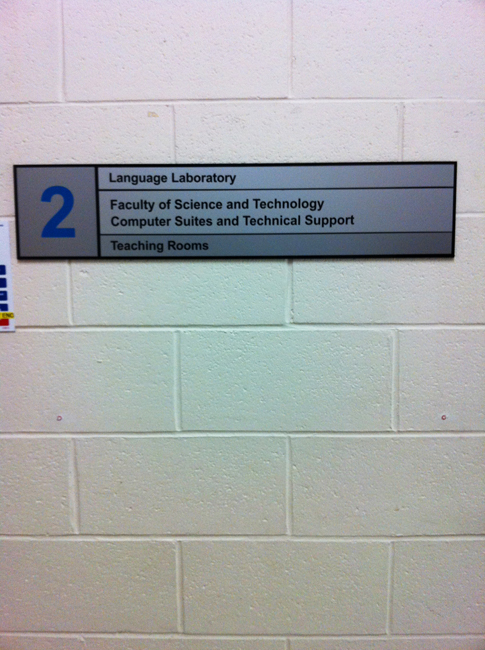 2
Language Laboratory
Faculty of Science and Technology
Computer Suites and Technical Support
Teaching Rooms